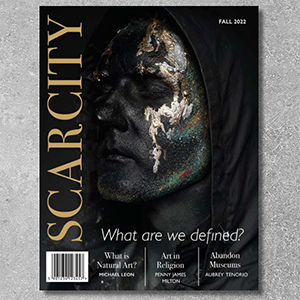 FALL 2022
SCARCITY
What are we defined?
What is
Natural Art?
MICHAEL LEON
Art in
Religion
PENNY JAMES
MILTON
Abandon
Museums
AUBREY TENORIO